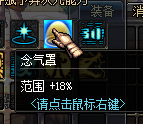 装备
念气罩
范围 +18%
<请点击鼠标右键>